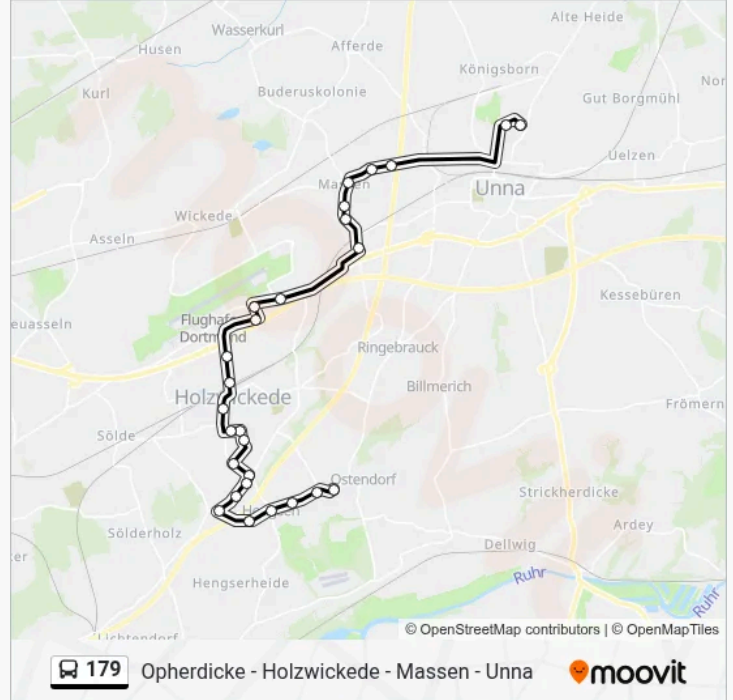 Alte Heide
Wasserkurl
Husen
Afferde
Königsborn
Kurl
Buderuskolonie
Gut Borgmühl
Nor
Uelzen
Massen
Unna
Wickede
Asseln
Kessebüren
Flughafen
Dortmund
euasseln
Ringebrauck
Billmerich
Holzwickede
Frömern
Sölde
Ostendorf
Strickherdicke
Hengsen
Ardey
Sölderholz
Dellwig
er
Hengserheide
Ruhr
Ruhr
© OpenStreetMap contributors | © OpenMapTiles
Lichtendorf
179 Opherdicke - Holzwickede - Massen - Unna
moovit